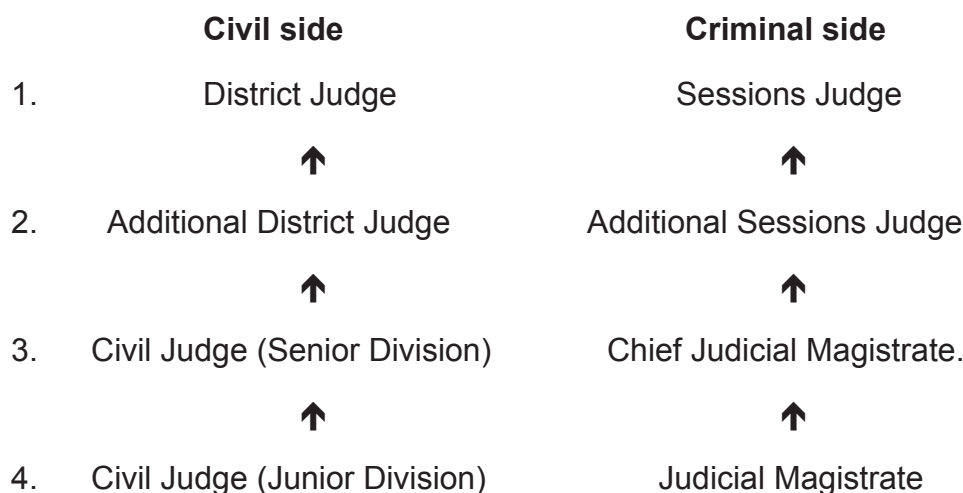 Civil side Criminal side
1. District Judge Sessions Judge
2. Additional District Judge Additional Sessions Judge
3. Civil Judge (Senior Division) Chief Judicial Magistrate.
4. Civil Judge (Junior Division) Judicial Magistrate